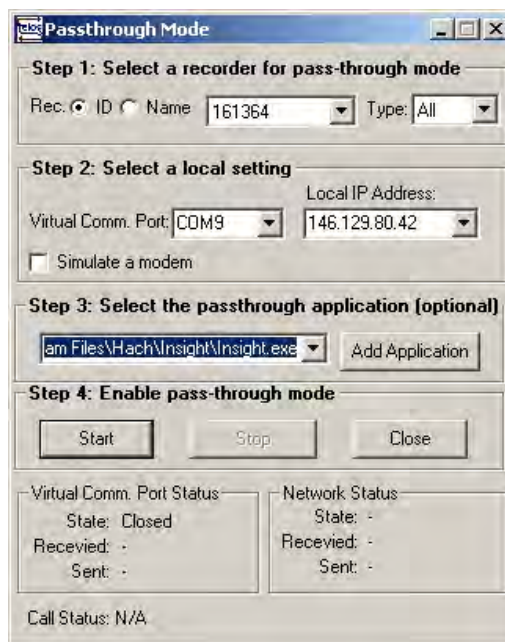 Passthrough Mode
Step 1: Select a recorder for pass-through mode
Rec. ID Name 161364 Type: All
Step 2: Select a local setting
Local IP Address:
Virtual Comm. Port: COM9 146.129.80.42
Simulate a modem
Step 3: Select the passthrough application (optional)
am Files\Hach\Insight\Insight.exe Add Application
Step 4: Enable pass-through mode
Start Stop Close
Virtual Comm. Port Status
State: Closed
Recevied: -
Sent: -
Network Status
State: -
Recevied: -
Sent: -
Call Status: N/A